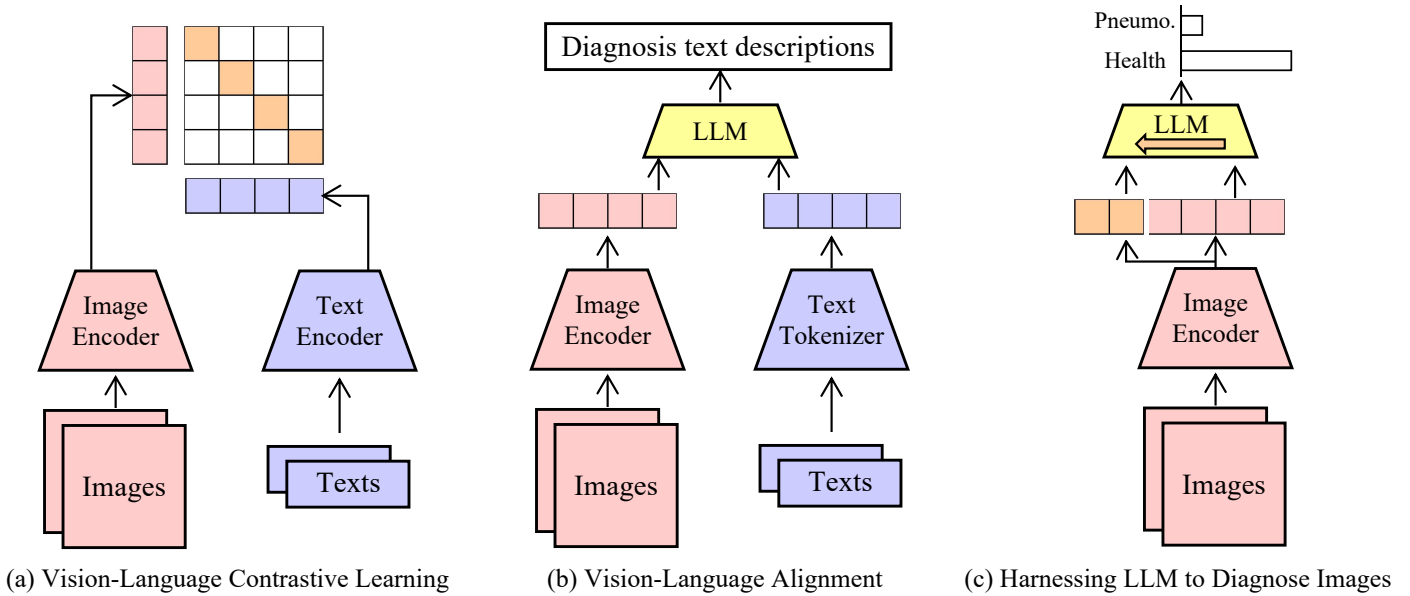 Image
Encoder
Text
Encoder
Images
Texts
(a) Vision-Language Contrastive Learning
Diagnosis text descriptions
LLM
Image
Encoder
Text
Tokenizer
Images
Texts
(b) Vision-Language Alignment
Pneumo.
Health
LLM
Image
Encoder
Images
(c) Harnessing LLM to Diagnose Images